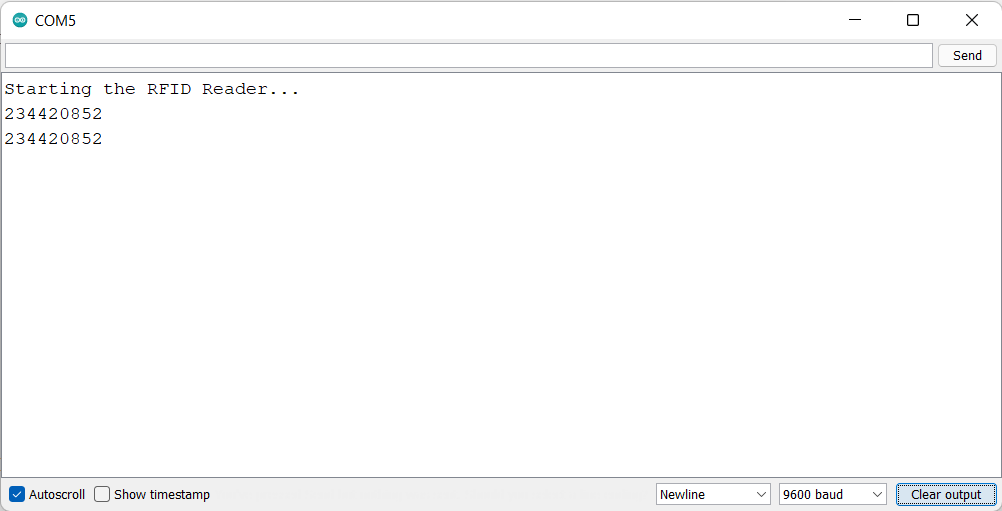 COM5
Send
Starting the RFID Reader...
234420852
234420852
Autoscroll Show timestamp Newline 9600 baud Clear output